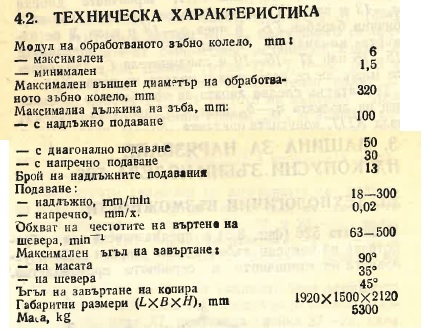 4.2. ТЕХНИЧЕСКА ХАРАКТЕРИСТИКА
Модул на обработваното зъбно колело, mm:
— максимален 6
— минимален 1,5
Максимален външен диаметър на обработва-
ното зъбно колело, mm 320
Максимална дължина на зъба, mm:
— с надлъжно подаване 100
— с диагонално подаване 50
— с напречно подаване 30
Брой на надлъжните подавания 13
Подаване:
— надлъжно, mm/min 18—300
— напречно, mm/x. 0,02
Обхват на честотите на въртене на
шевера, min⁻¹ 63—500
Максимален ъгъл на завъртане:
— на масата 90°
— на шевера 35°
Ъгъл на завъртане на копира 45°
Габаритни размери (L×B×H), mm 1920×1500×2120
Маса, kg 5300